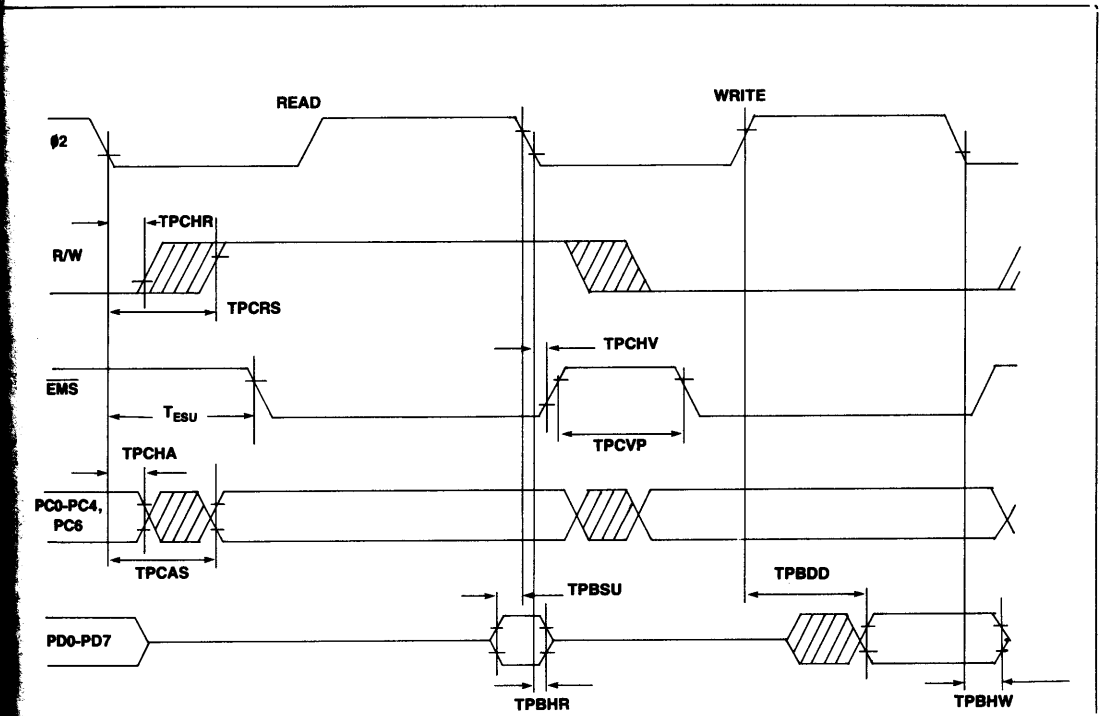 READ
WRITE
ø2
TPCHR
R/W
TPCRS
TPCHV
EMS
TESU
TPCVP
TPCHA
PC0-PC4,
PC6
TPCAS
TPBSU
TPBDD
PD0-PD7
TPBHR
TPBHW